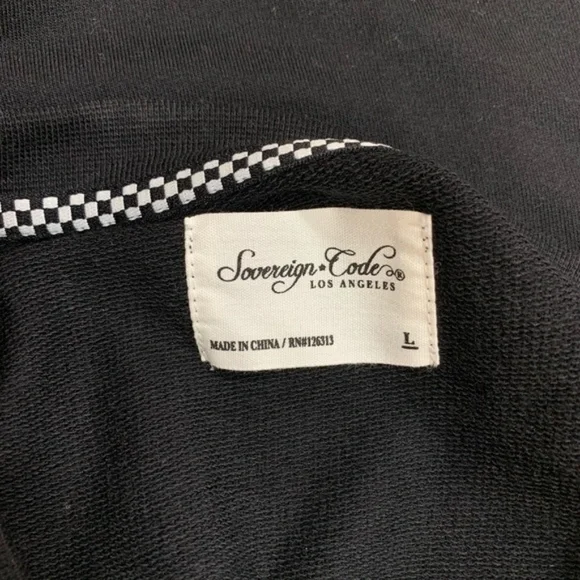 Sovereign Code®
LOS ANGELES
MADE IN CHINA / RN#126313
L